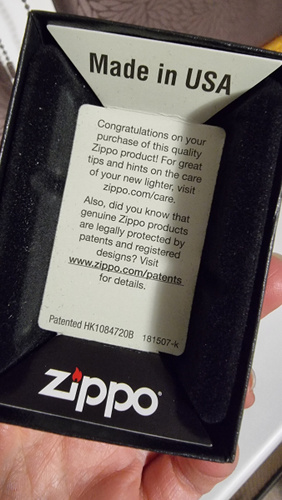 Made in USA
Congratulations on your
purchase of this quality
Zippo product! For great
tips and hints on the care
of your new lighter, visit
zippo.com/care.
Also, did you know that
genuine Zippo products
are legally protected by
patents and registered
designs? Visit
www.zippo.com/patents
for details.
Patented HK1084720B 181507-k
zippo®